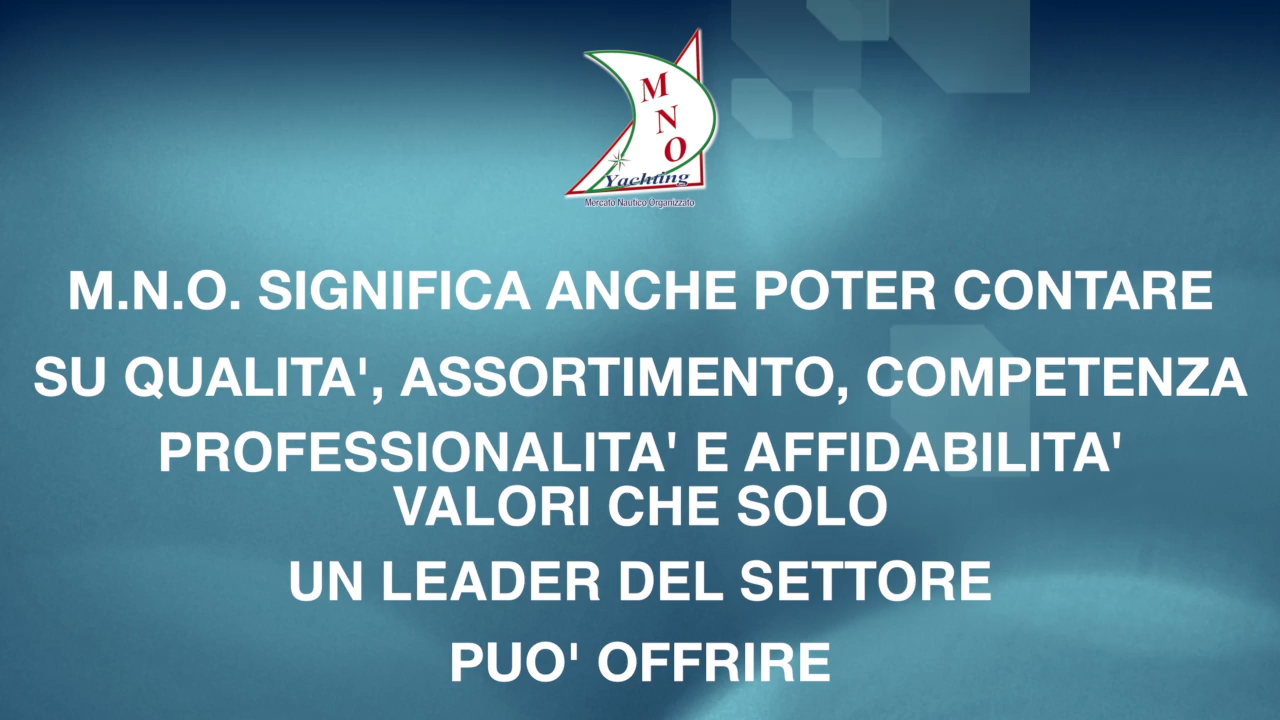 M
N
O
Yachting
Mercato Nautico Organizzato
M.N.O. SIGNIFICA ANCHE POTER CONTARE
SU QUALITA', ASSORTIMENTO, COMPETENZA
PROFESSIONALITA' E AFFIDABILITA'
VALORI CHE SOLO
UN LEADER DEL SETTORE
PUO' OFFRIRE